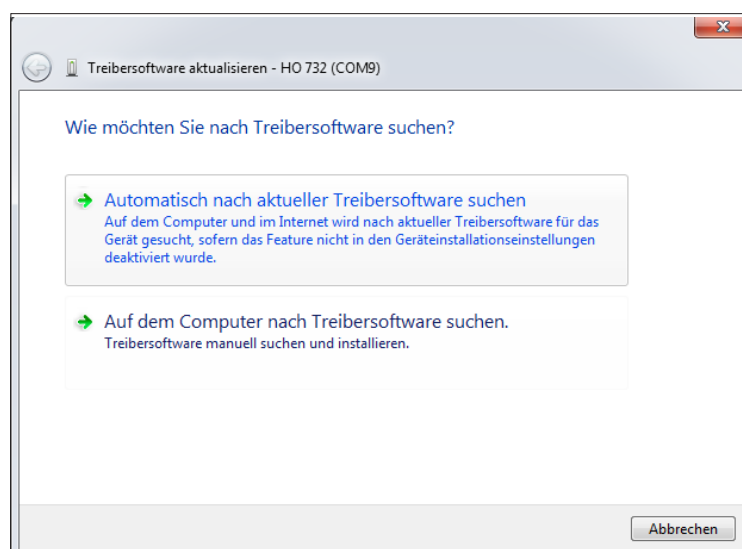 Treibersoftware aktualisieren - HO 732 (COM9)
Wie möchten Sie nach Treibersoftware suchen?
Automatisch nach aktueller Treibersoftware suchen
Auf dem Computer und im Internet wird nach aktueller Treibersoftware für das
Gerät gesucht, sofern das Feature nicht in den Geräteinstallationseinstellungen
deaktiviert wurde.
Auf dem Computer nach Treibersoftware suchen.
Treibersoftware manuell suchen und installieren.
Abbrechen